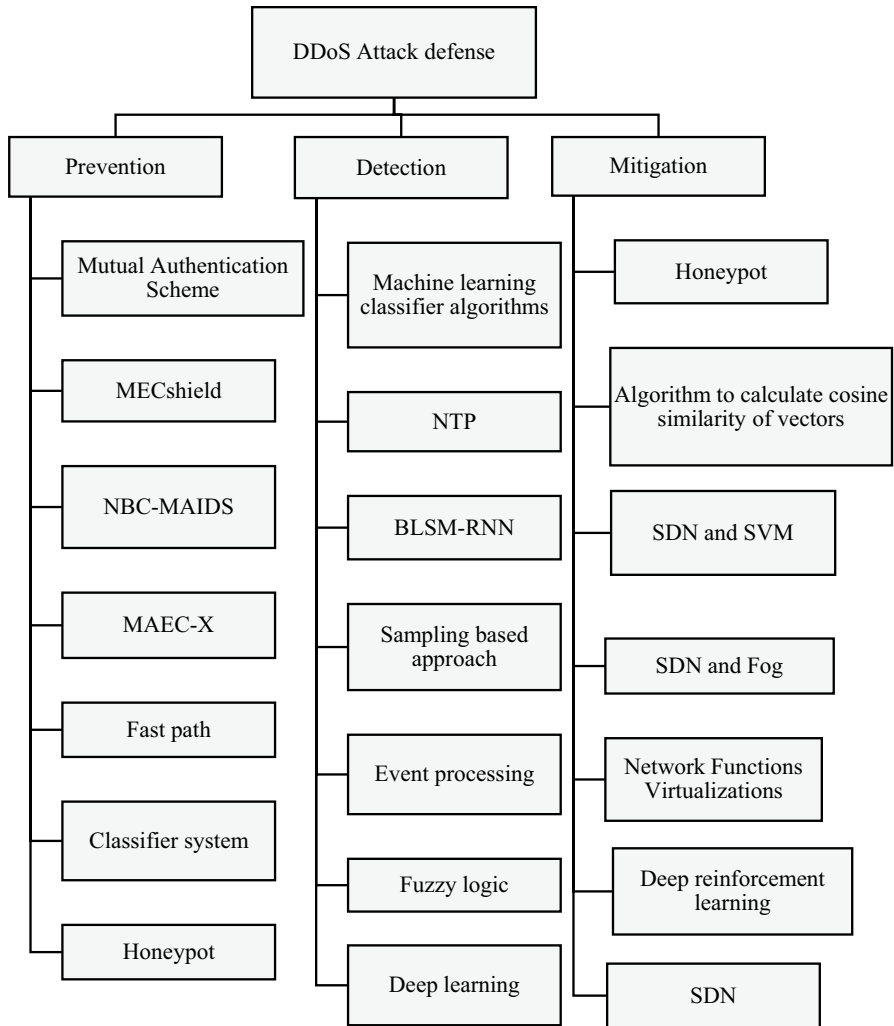 DDoS Attack defense
Prevention
Detection
Mitigation
Mutual Authentication
Scheme
MECshield
NBC-MAIDS
MAEC-X
Fast path
Classifier system
Honeypot
Machine learning
classifier algorithms
NTP
BLSM-RNN
Sampling based
approach
Event processing
Fuzzy logic
Deep learning
Honeypot
Algorithm to calculate cosine
similarity of vectors
SDN and SVM
SDN and Fog
Network Functions
Virtualizations
Deep reinforcement
learning
SDN